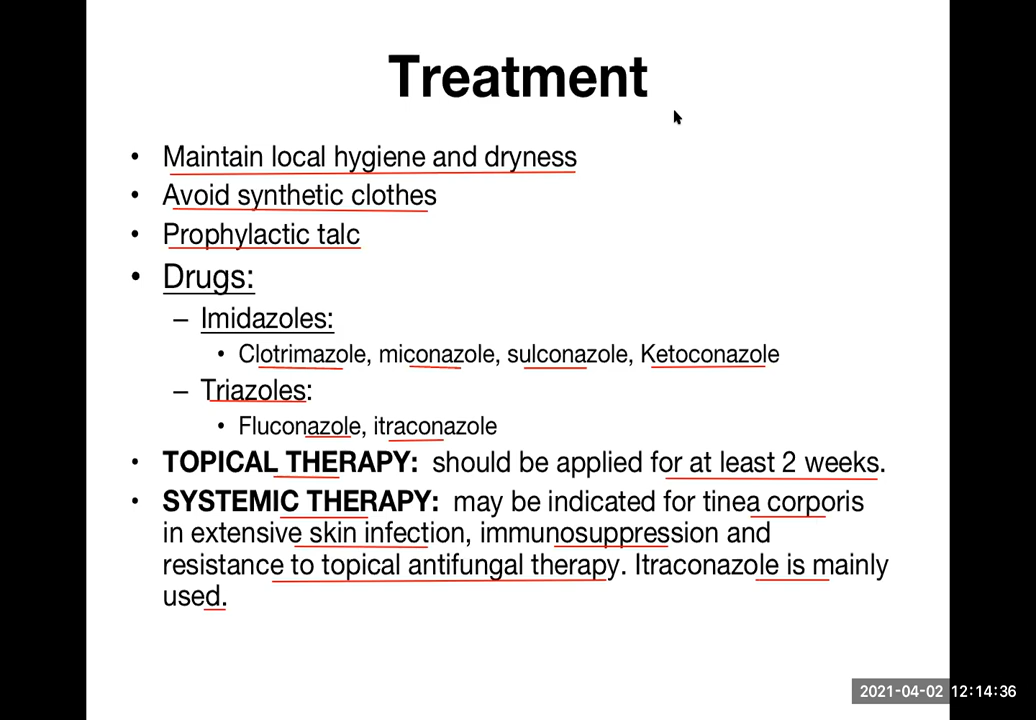 Treatment
• Maintain local hygiene and dryness
• Avoid synthetic clothes
• Prophylactic talc
• Drugs:
– Imidazoles:
• Clotrimazole, miconazole, sulconazole, Ketoconazole
– Triazoles:
• Fluconazole, itraconazole
• TOPICAL THERAPY: should be applied for at least 2 weeks.
• SYSTEMIC THERAPY: may be indicated for tinea corporis
in extensive skin infection, immunosuppression and
resistance to topical antifungal therapy. Itraconazole is mainly
used.
2021-04-02 12:14:36